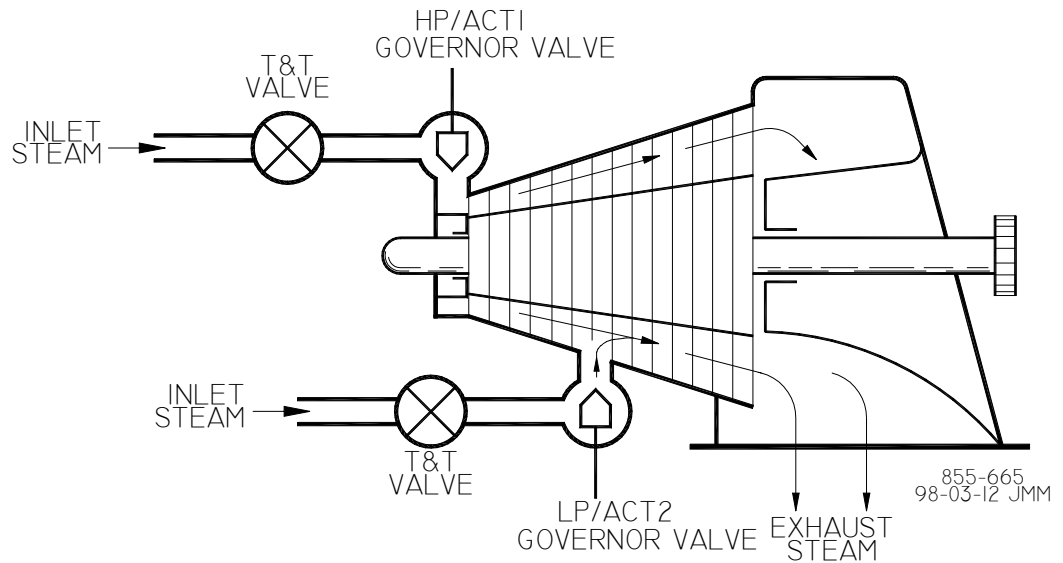 HP/ACT1
GOVERNOR VALVE
T&T
VALVE
INLET
STEAM
INLET
STEAM
T&T
VALVE
LP/ACT2
GOVERNOR VALVE
EXHAUST
STEAM
855-665
98-03-12 JMM